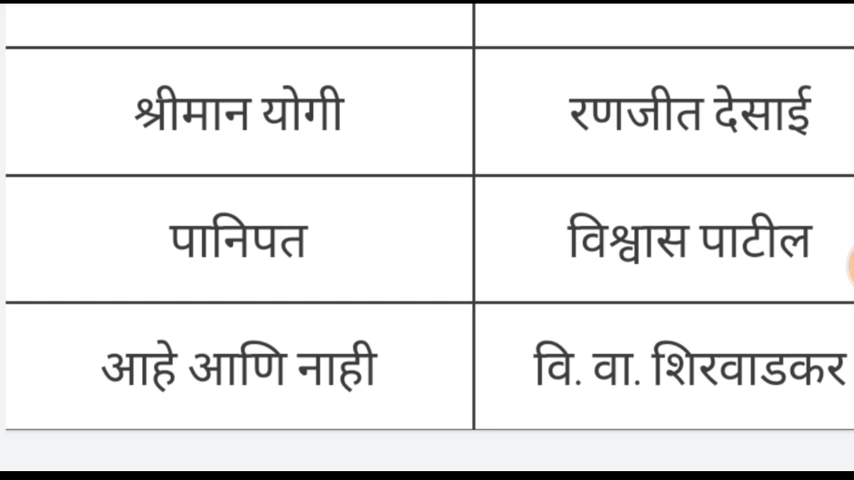 श्रीमान योगी रणजीत देसाई
पानिपत विश्वास पाटील
आहे आणि नाही वि. वा. शिरवाडकर